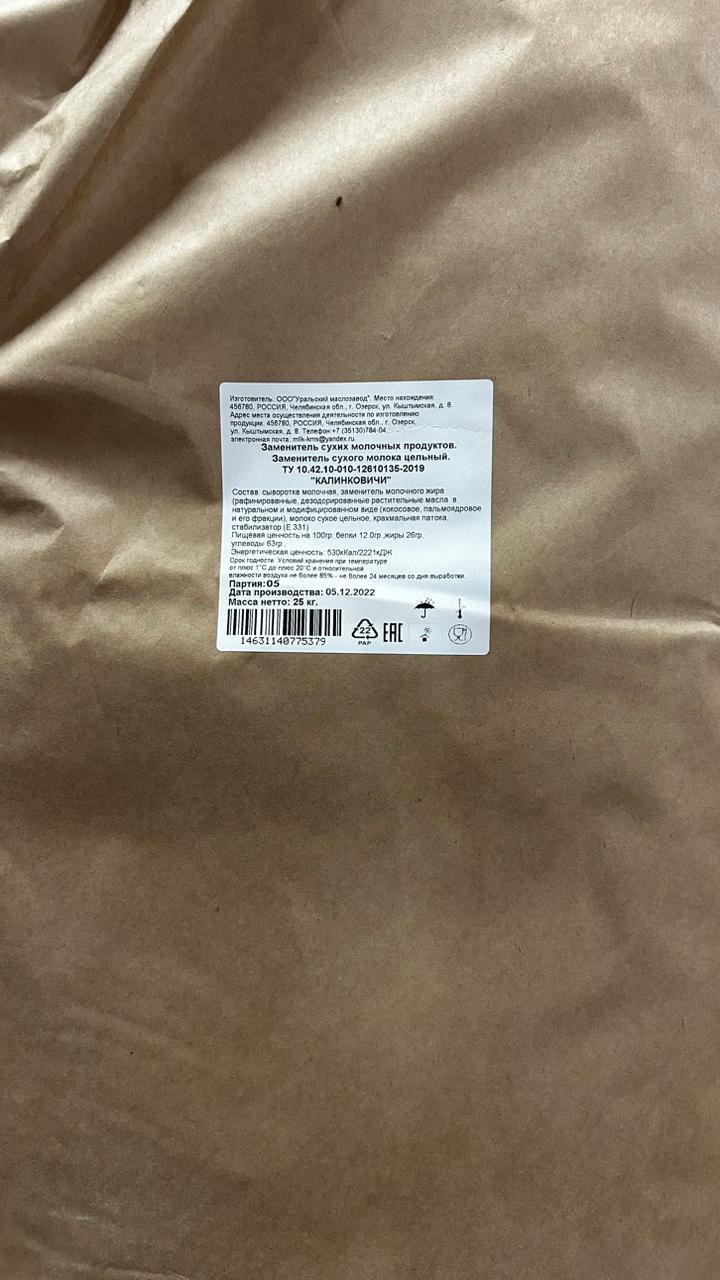 Изготовитель: ООО"Уральский маслозавод". Место нахождения:
456780, РОССИЯ, Челябинская обл., г. Озерск, ул. Кыштымская, д. 8.
Адрес места осуществления деятельности по изготовлению
продукции: 456780, РОССИЯ, Челябинская обл., г. Озерск,
ул. Кыштымская, д. 8. Телефон +7 (35130)784-04,
электронная почта: milk-kms@yandex.ru.
Заменитель сухих молочных продуктов.
Заменитель сухого молока цельный.
ТУ 10.42.10-010-12610135-2019
"КАЛИНКОВИЧИ"
Состав: сыворотка молочная, заменитель молочного жира
(рафинированные, дезодорированные растительные масла в
натуральном и модифицированном виде (кокосовое, пальмоядровое
и его фракции), молоко сухое цельное, крахмальная патока,
стабилизатор (Е 331)
Пищевая ценность на 100гр: белки 12.0гр ,жиры 26гр,
углеводы 63гр.
Энергетическая ценность: 530кКал/2221кДЖ
Срок годности: Условия хранения при температуре
от плюс 1°С до плюс 20°С и относительной
влажности воздуха не более 85% - не более 24 месяцев со дня выработки.
Партия:05
Дата производства: 05.12.2022
Масса нетто: 25 кг.
14631140775379
22
PAP
EAC